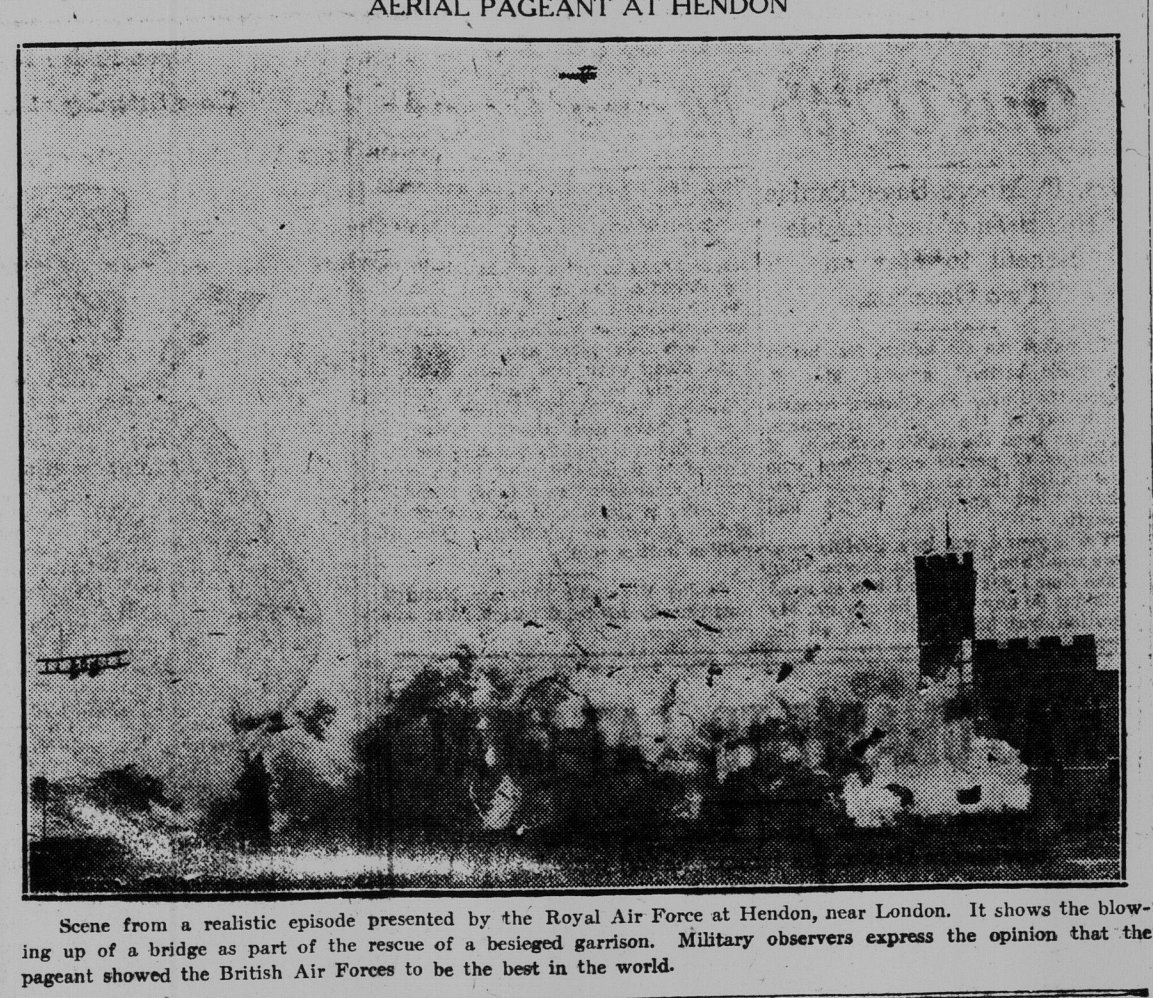 AERIAL PAGEANT AT HENDON
Scene from a realistic episode presented by the Royal Air Force at Hendon, near London. It shows the blow-
ing up of a bridge as part of the rescue of a besieged garrison. Military observers express the opinion that the
pageant showed the British Air Forces to be the best in the world.